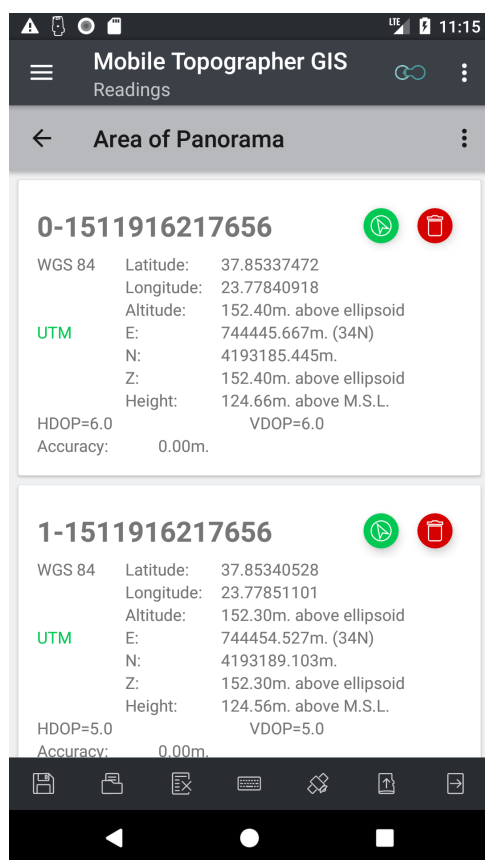 LTE 11:15
Mobile Topographer GIS
Readings
Area of Panorama
0-1511916217656
WGS 84 Latitude: 37.85337472
Longitude: 23.77840918
Altitude: 152.40m. above ellipsoid
UTM E: 744445.667m. (34N)
N: 4193185.445m.
Z: 152.40m. above ellipsoid
Height: 124.66m. above M.S.L.
HDOP=6.0 VDOP=6.0
Accuracy: 0.00m.
1-1511916217656
WGS 84 Latitude: 37.85340528
Longitude: 23.77851101
Altitude: 152.30m. above ellipsoid
UTM E: 744454.527m. (34N)
N: 4193189.103m.
Z: 152.30m. above ellipsoid
Height: 124.56m. above M.S.L.
HDOP=5.0 VDOP=5.0
Accuracy: 0.00m.